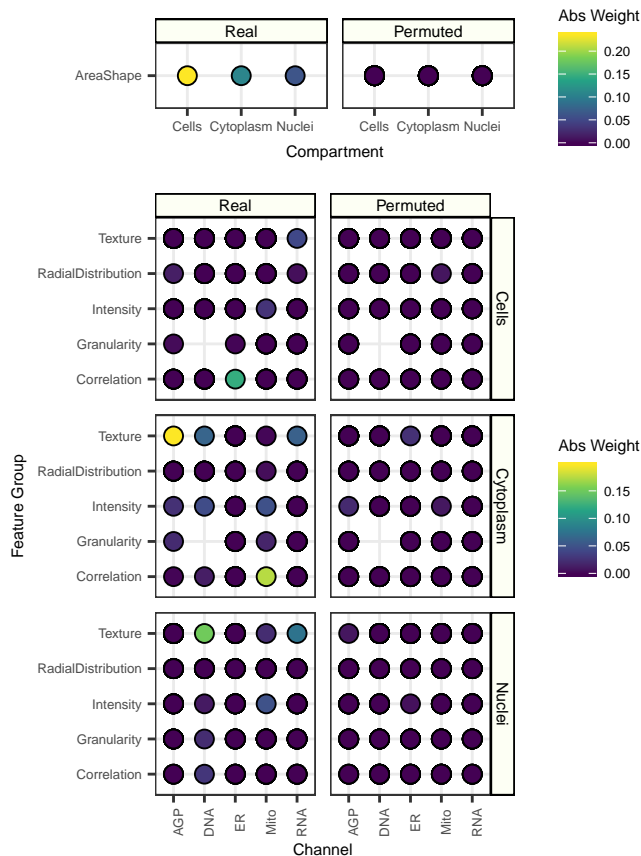 Real Permuted
AreaShape
Cells Cytoplasm Nuclei Cells Cytoplasm Nuclei
Compartment
Abs Weight
0.20
0.15
0.10
0.05
0.00
Real Permuted
Texture
RadialDistribution
Intensity
Granularity
Correlation
Cells
Texture
RadialDistribution
Intensity
Granularity
Correlation
Cytoplasm
Texture
RadialDistribution
Intensity
Granularity
Correlation
Nuclei
Feature Group
AGP DNA ER Mito RNA AGP DNA ER Mito RNA
Channel
Abs Weight
0.15
0.10
0.05
0.00